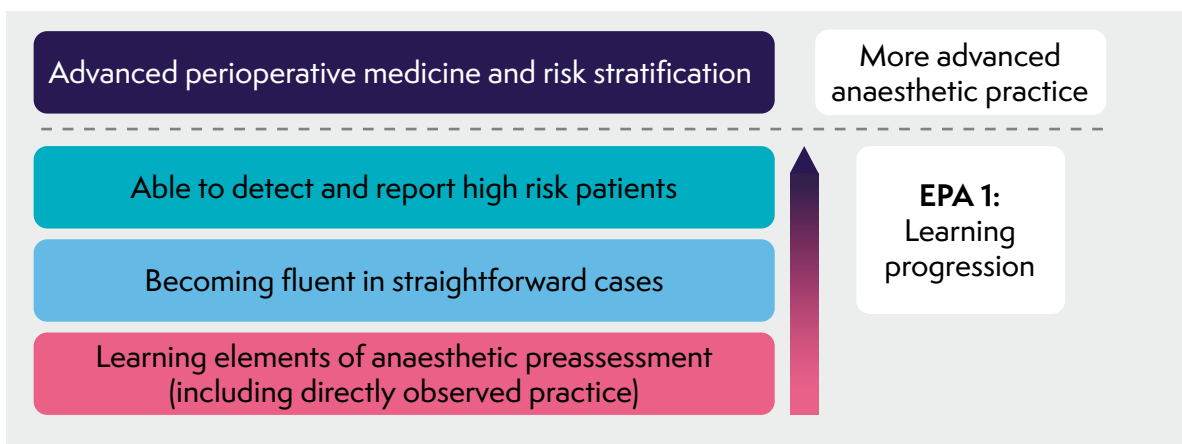 Advanced perioperative medicine and risk stratification
More advanced
anaesthetic practice
Able to detect and report high risk patients
EPA 1:
Learning
progression
Becoming fluent in straightforward cases
Learning elements of anaesthetic preassessment
(including directly observed practice)